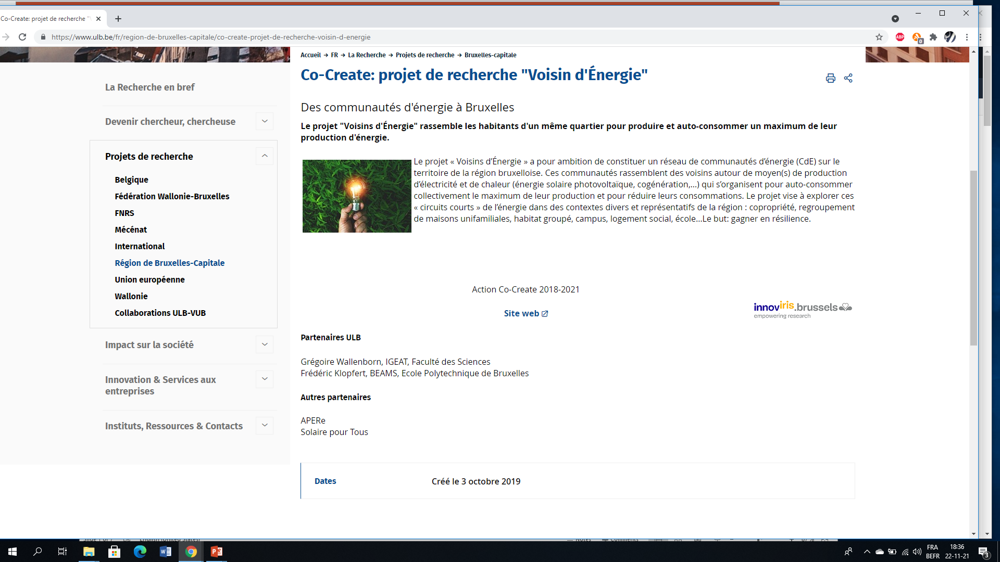 Co-Create: projet de recherche "V
https://www.ulb.be/fr/region-de-bruxelles-capitale/co-create-projet-de-recherche-voisin-d-energie
ABP
0
Accueil → FR → La Recherche → Projets de recherche → Bruxelles-capitale
Co-Create: projet de recherche "Voisin d'Énergie"
La Recherche en bref
Devenir chercheur, chercheuse
Projets de recherche
Belgique
Fédération Wallonie-Bruxelles
FNRS
Mécénat
International
Région de Bruxelles-Capitale
Union européenne
Wallonie
Collaborations ULB-VUB
Impact sur la société
Innovation & Services aux
entreprises
Instituts, Ressources & Contacts
Des communautés d'énergie à Bruxelles
Le projet "Voisins d'Énergie" rassemble les habitants d'un même quartier pour produire et auto-consommer un maximum de leur
production d'énergie.
Le projet « Voisins d’Énergie » a pour ambition de constituer un réseau de communautés d’énergie (CdE) sur le
territoire de la région bruxelloise. Ces communautés rassemblent des voisins autour de moyen(s) de production
d’électricité et de chaleur (énergie solaire photovoltaïque, cogénération,…) qui s’organisent pour auto-consommer
collectivement le maximum de leur production et pour réduire leurs consommations. Le projet vise à explorer ces
« circuits courts » de l’énergie dans des contextes divers et représentatifs de la région : copropriété, regroupement
de maisons unifamiliales, habitat groupé, campus, logement social, école…Le but: gagner en résilience.
Action Co-Create 2018-2021
Site web
innoviris.brussels
empowering research
Partenaires ULB
Grégoire Wallenborn, IGEAT, Faculté des Sciences
Frédéric Klopfert, BEAMS, Ecole Polytechnique de Bruxelles
Autres partenaires
APERe
Solaire pour Tous
Dates
Créé le 3 octobre 2019
Slide 1 of 7
English (United States)
Notes
Comments
FRA
BEFR
18:36
22-11-21
3